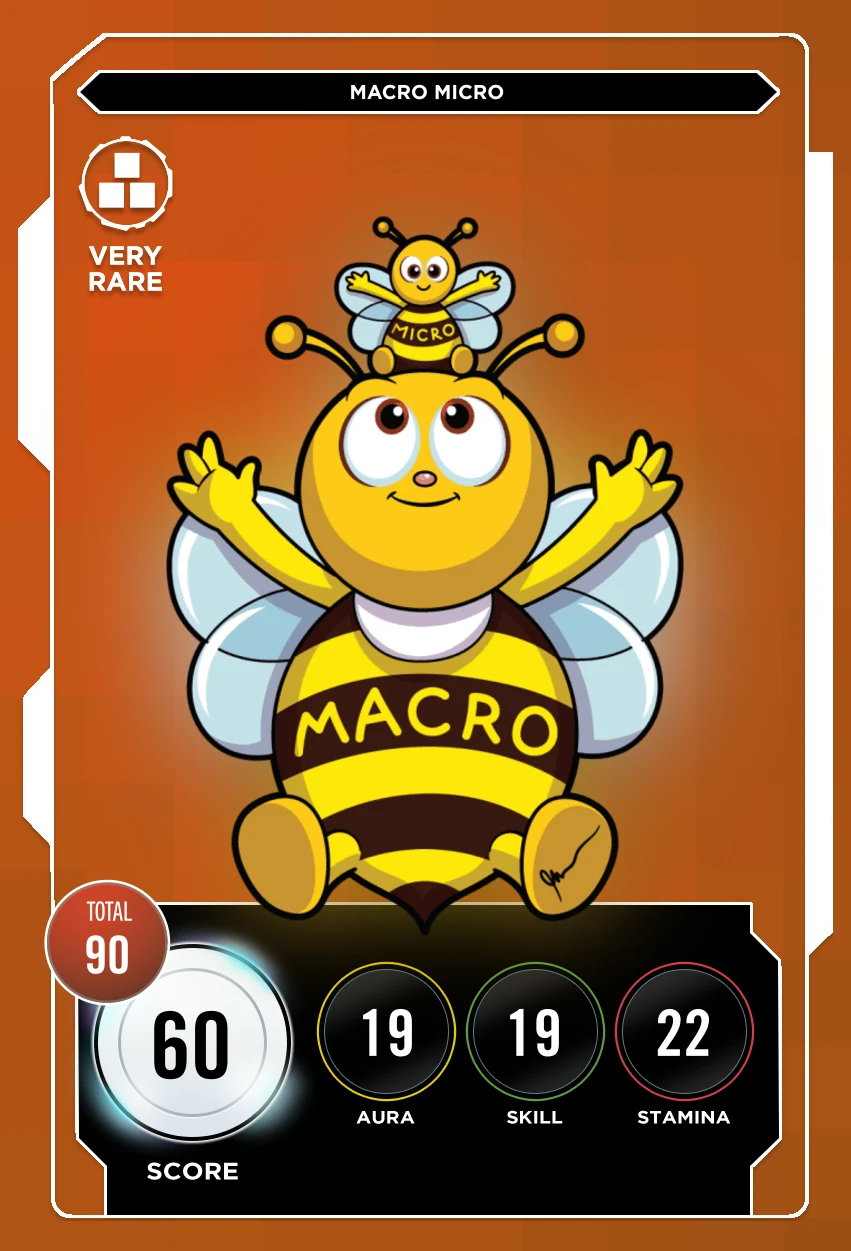 MACRO MICRO
VERY
RARE
MICRO
MACRO
TOTAL
90
60
SCORE
19
AURA
19
SKILL
22
STAMINA